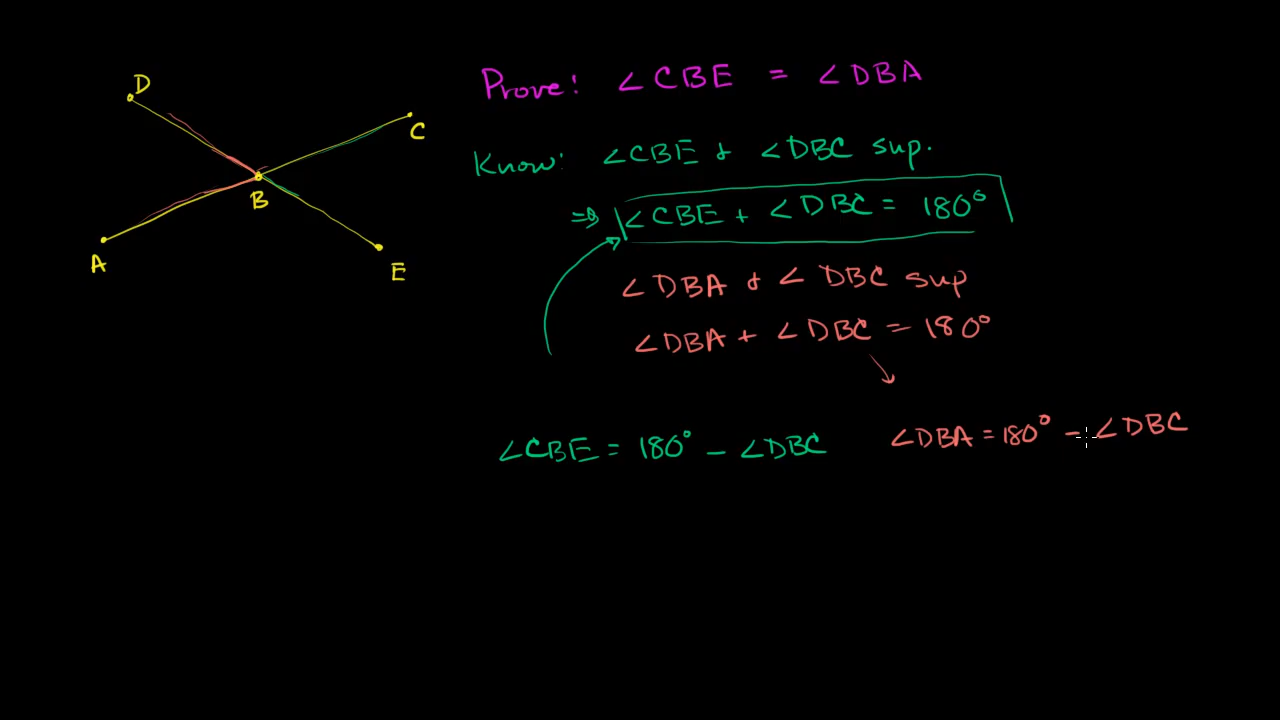 D
C
B
A
E
Prove: ∠CBE = ∠DBA
Know: ∠CBE & ∠DBC sup.
⇒ ∠CBE + ∠DBC = 180°
∠DBA & ∠DBC sup
∠DBA + ∠DBC = 180°
∠CBE = 180° - ∠DBC
∠DBA = 180° - ∠DBC